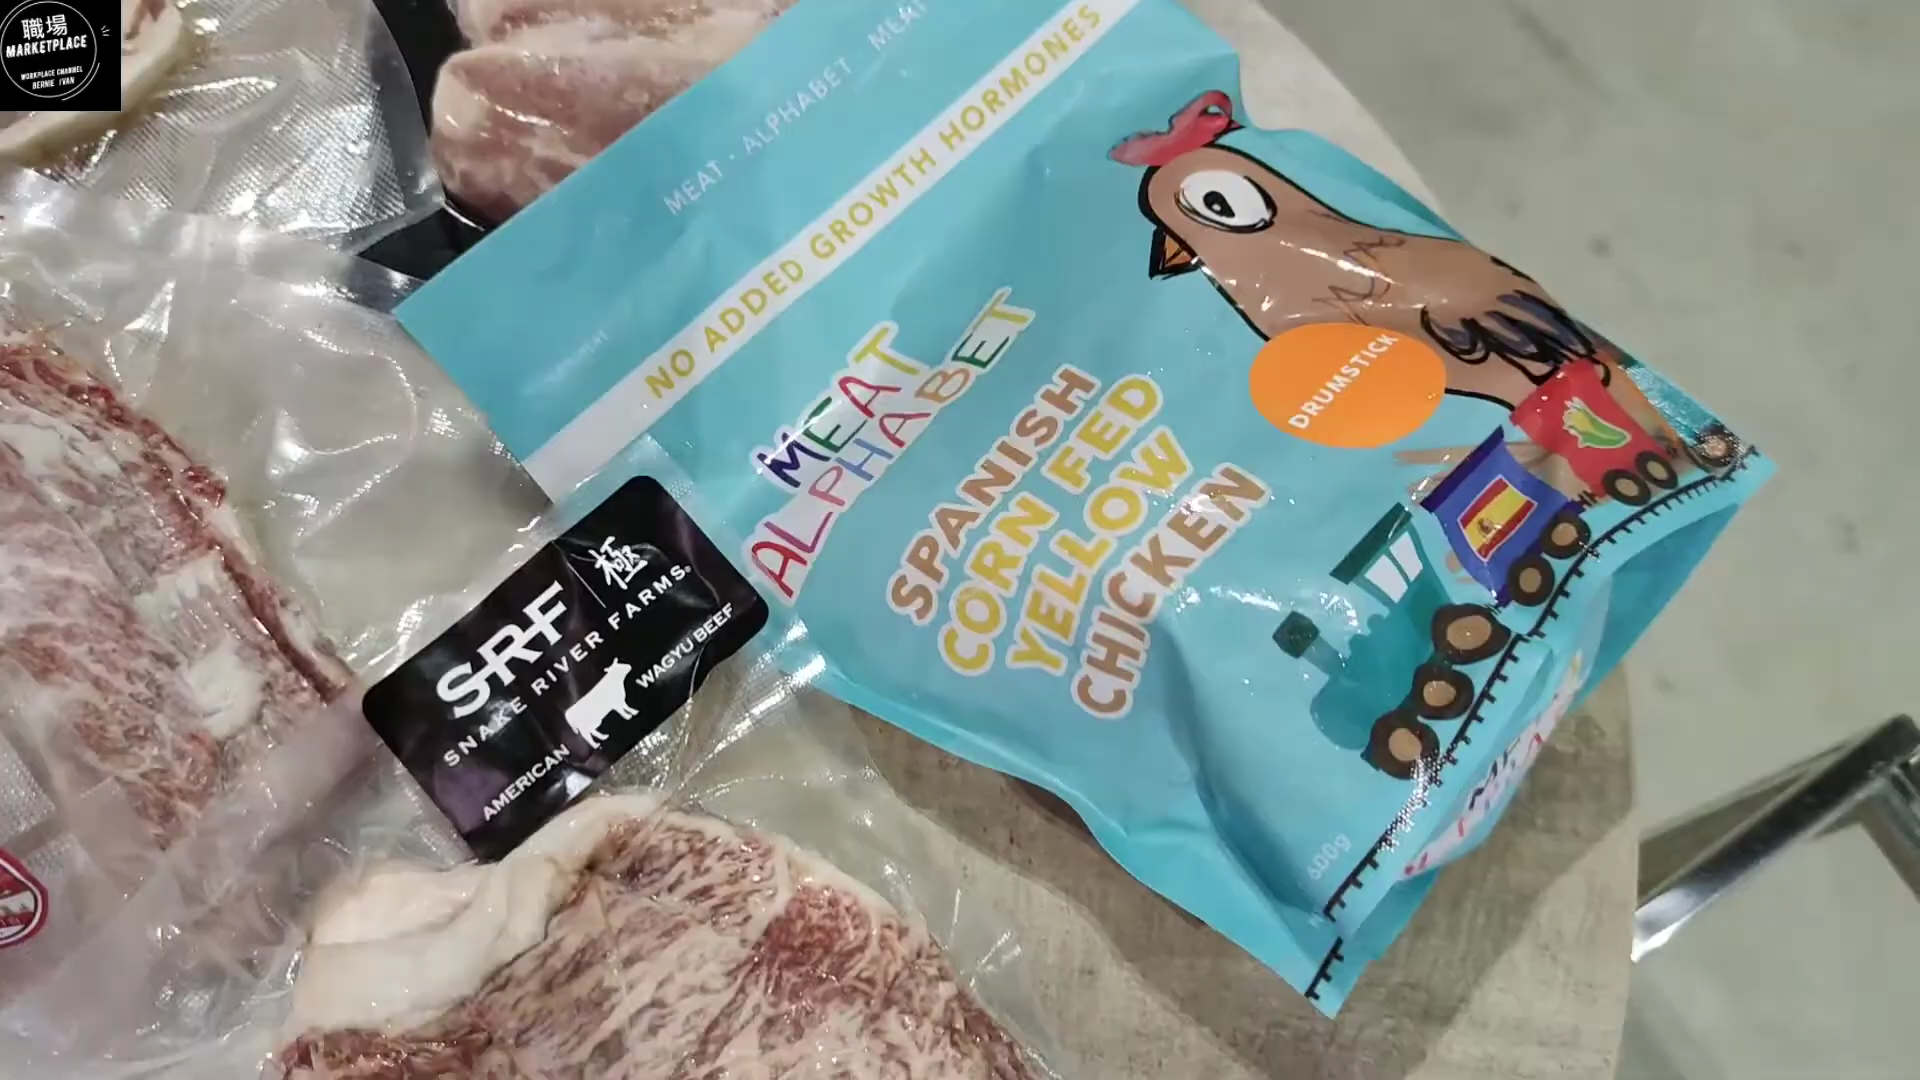 職場
MARKETPLACE
WORKPLACE CHANNEL
BERNIE IVAN
MEAT · ALPHABET · MEAT
NO ADDED GROWTH HORMONES
MEAT
ALPHABET
SPANISH
CORN FED
YELLOW
CHICKEN
DRUMSTICK
600g
SRF 極
SNAKE RIVER FARMS®
AMERICAN WAGYU BEEF